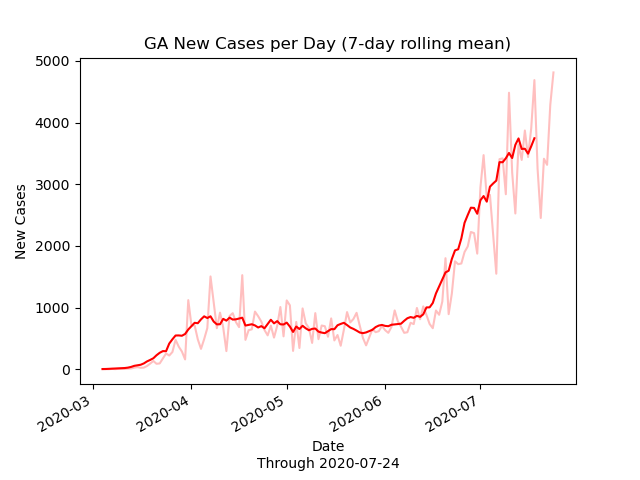 GA New Cases per Day (7-day rolling mean)
5000
4000
3000
2000
1000
0
New Cases
2020-03
2020-04
2020-05
2020-06
2020-07
Date
Through 2020-07-24